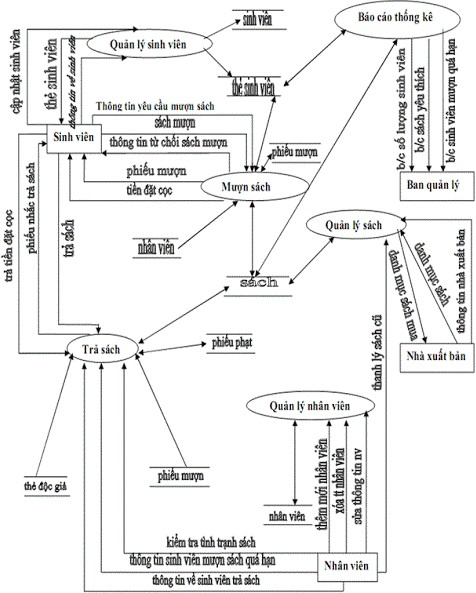 cập nhật sinh viên
thẻ sinh viên
thông tin về sinh viên
Quản lý sinh viên
sinh viên
thẻ sinh viên
Báo cáo thống kê
b/c số lượng sinh viên
b/c sách yêu thích
b/c sinh viên mượn quá hạn
Ban quản lý
Sinh viên
Thông tin yêu cầu mượn sách
sách mượn
thông tin từ chối sách mượn
phiếu mượn
tiền đặt cọc
phiếu mượn
Mượn sách
nhân viên
sách
trả tiền đặt cọc
phiếu nhắc trả sách
trả sách
Quản lý sách
danh mục sách
danh mục sách mua
thông tin nhà xuất bản
Nhà xuất bản
thanh lý sách cũ
Trả sách
phiếu phạt
thẻ độc giả
phiếu mượn
Quản lý nhân viên
nhân viên
thêm mới nhân viên
xóa tt nhân viên
sửa thông tin nv
kiểm tra tình trạnh sách
thông tin sinh viên mượn sách quá hạn
thông tin về sinh viên trả sách
Nhân viên